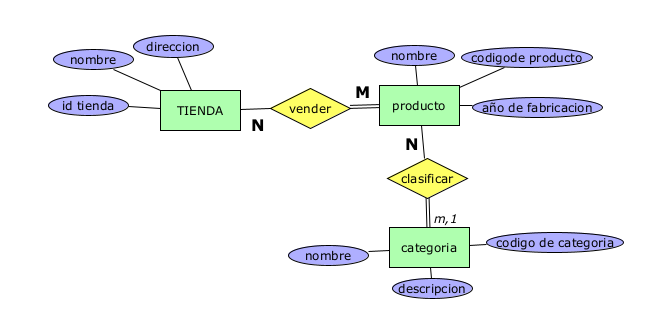 direccion
nombre
nombre
codigode producto
id tienda
TIENDA
vender
M
N
producto
año de fabricacion
N
clasificar
m,1
nombre
categoria
codigo de categoria
descripcion